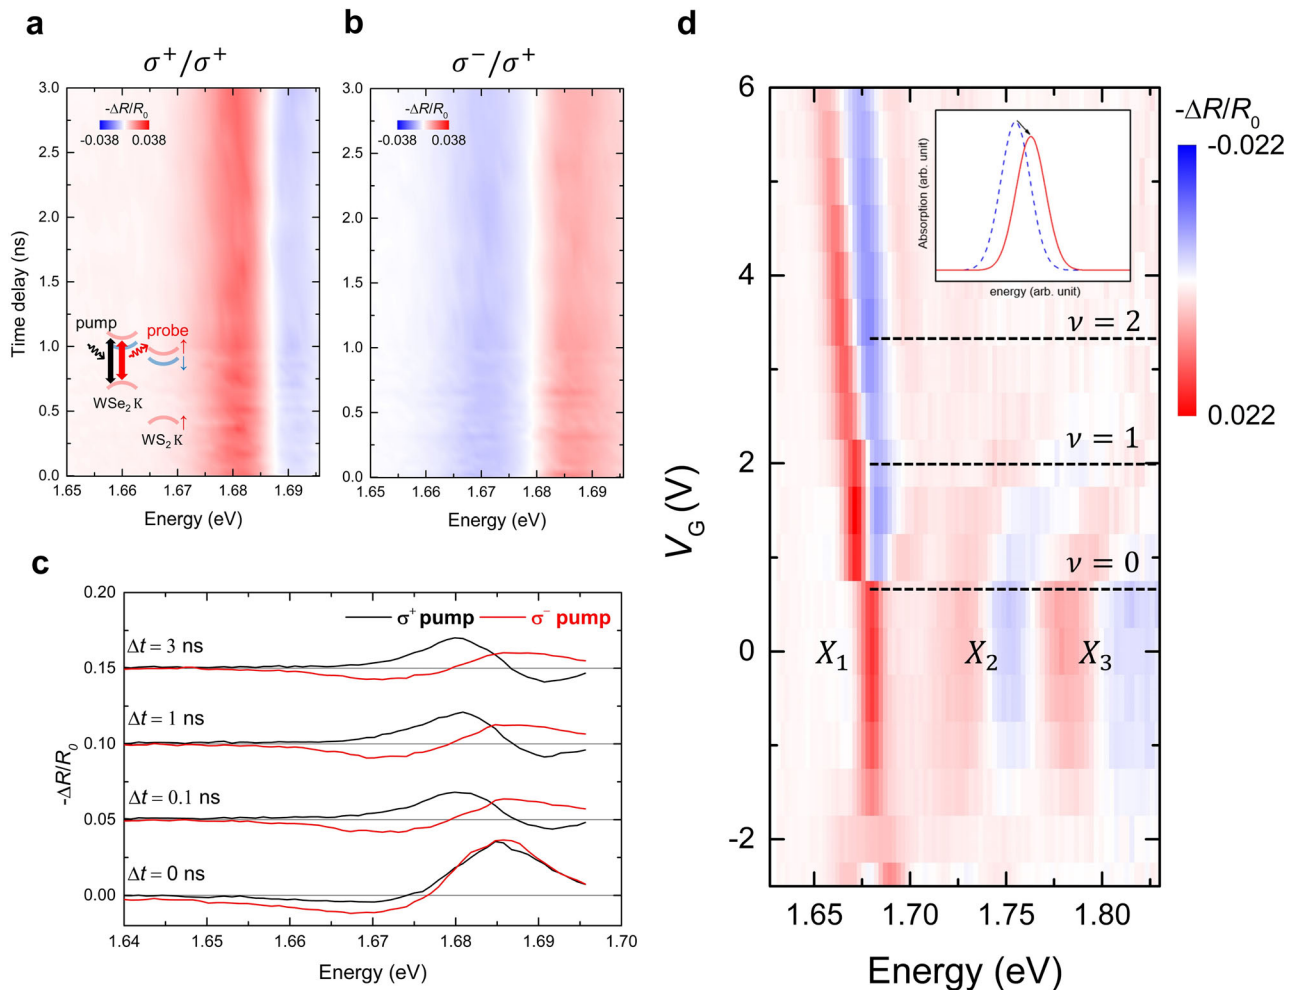 a
σ⁺/σ⁺
3.0
2.5
2.0
1.5
1.0
0.5
0.0
Time delay (ns)
-ΔR/R₀
-0.038 0.038
pump
probe
WSe₂ K
WS₂ K
1.65 1.66 1.67 1.68 1.69
Energy (eV)
b
σ⁻/σ⁺
3.0
2.5
2.0
1.5
1.0
0.5
0.0
-ΔR/R₀
-0.038 0.038
1.65 1.66 1.67 1.68 1.69
Energy (eV)
c
0.20
0.15
0.10
0.05
0.00
-ΔR/R₀
σ⁺ pump σ⁻ pump
Δt = 3 ns
Δt = 1 ns
Δt = 0.1 ns
Δt = 0 ns
1.64 1.65 1.66 1.67 1.68 1.69 1.70
Energy (eV)
d
6
4
2
0
-2
V_G (V)
Absorption (arb. unit)
energy (arb. unit)
ν = 2
ν = 1
ν = 0
X₁ X₂ X₃
1.65 1.70 1.75 1.80
Energy (eV)
-ΔR/R₀
-0.022
0.022